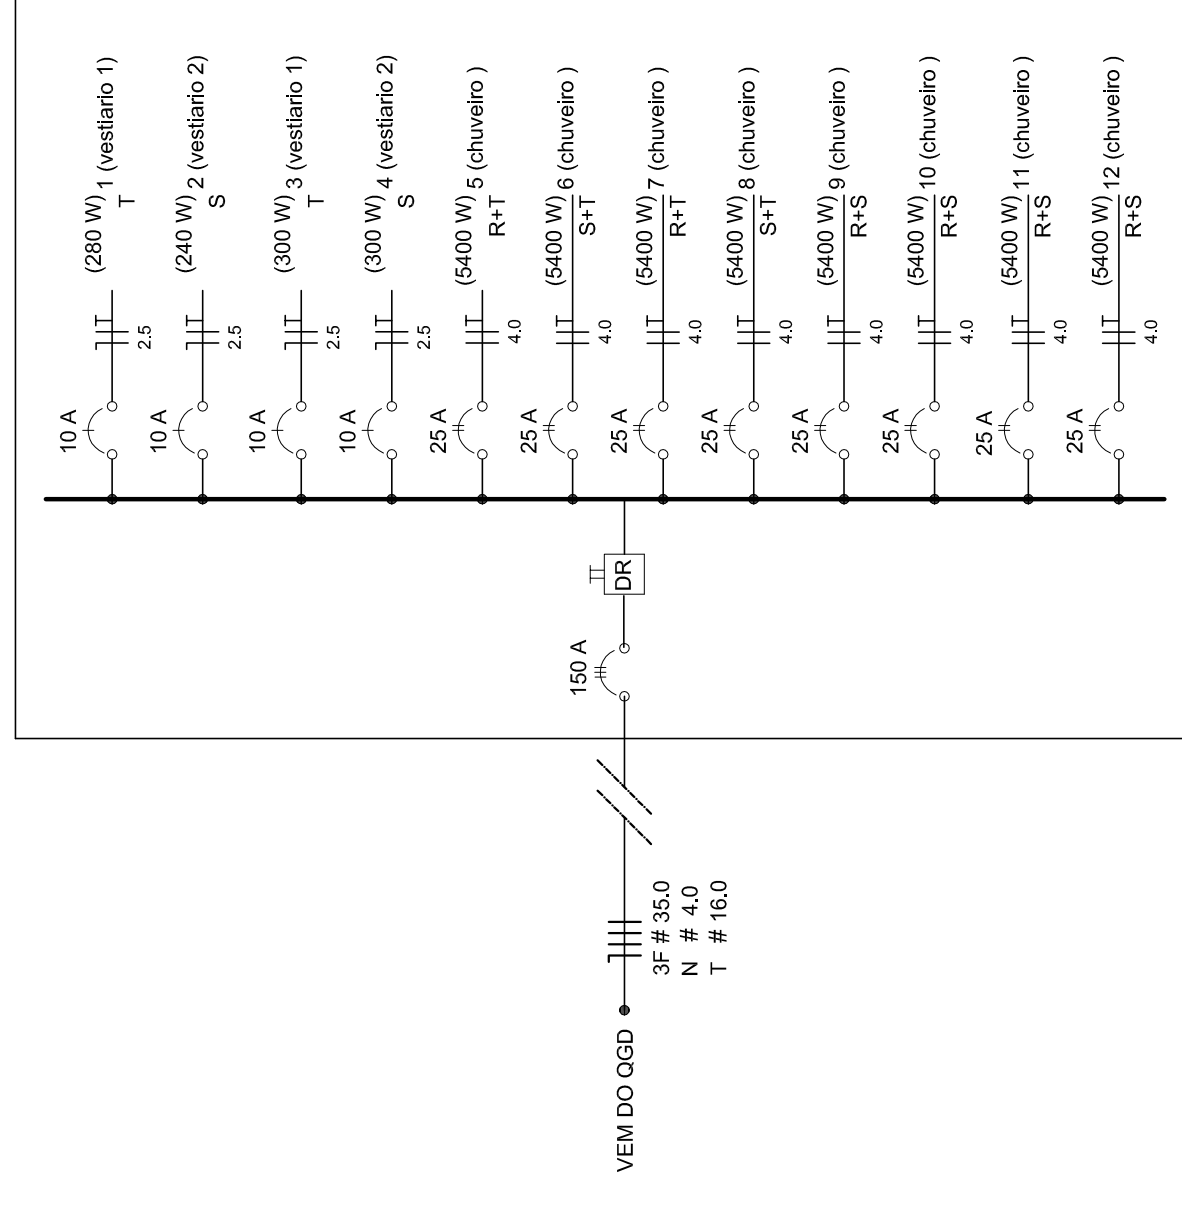 VEM DO QGD
3F # 35.0
N # 4.0
T # 16.0
150 A
DR
10 A
2.5
(280 W) 1 (vestiario 1)
T
10 A
2.5
(240 W) 2 (vestiario 2)
S
10 A
2.5
(300 W) 3 (vestiario 1)
T
10 A
2.5
(300 W) 4 (vestiario 2)
S
25 A
4.0
(5400 W) 5 (chuveiro )
R+T
25 A
4.0
(5400 W) 6 (chuveiro )
S+T
25 A
4.0
(5400 W) 7 (chuveiro )
R+T
25 A
4.0
(5400 W) 8 (chuveiro )
S+T
25 A
4.0
(5400 W) 9 (chuveiro )
R+S
25 A
4.0
(5400 W) 10 (chuveiro )
R+S
25 A
4.0
(5400 W) 11 (chuveiro )
R+S
25 A
4.0
(5400 W) 12 (chuveiro )
R+S